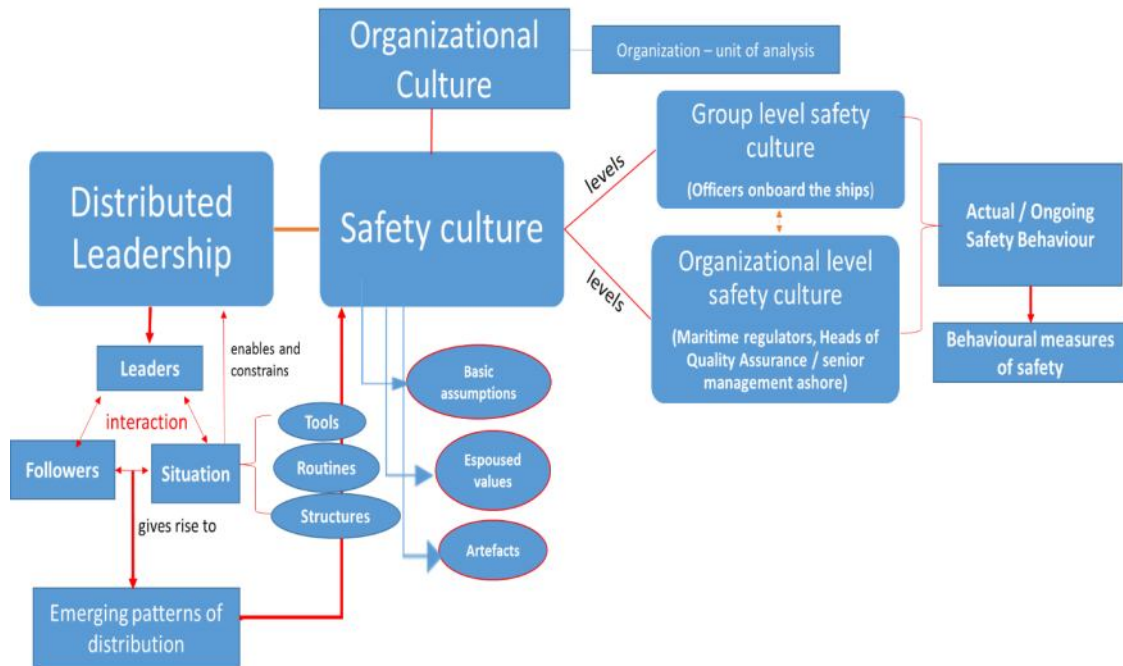 Organizational
Culture
Organization – unit of analysis
Distributed
Leadership
Safety culture
levels
levels
Group level safety
culture
(Officers onboard the ships)
Organizational level
safety culture
(Maritime regulators, Heads of
Quality Assurance / senior
management ashore)
Actual / Ongoing
Safety Behaviour
Behavioural measures
of safety
Leaders
enables and
constrains
interaction
Followers
Situation
Tools
Routines
Structures
Basic
assumptions
Espoused
values
Artefacts
gives rise to
Emerging patterns of
distribution